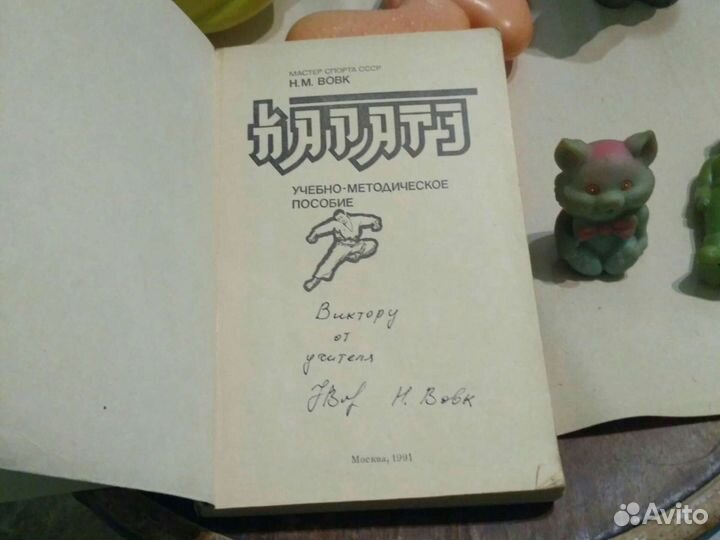 МАСТЕР СПОРТА СССР
Н.М. ВОВК
КАРАТЭ
УЧЕБНО-МЕТОДИЧЕСКОЕ
ПОСОБИЕ
Виктору
от
учителя
Н. Вовк
Москва, 1991
Avito